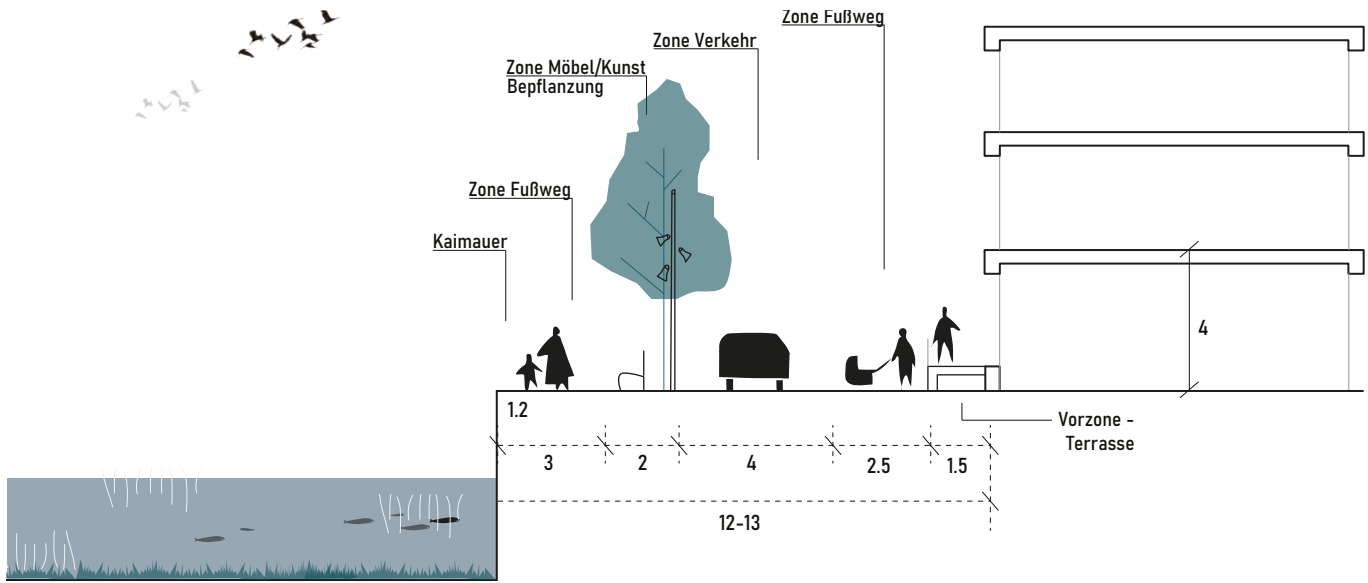 Zone Fußweg
Zone Verkehr
Zone Möbel/Kunst
Bepflanzung
Zone Fußweg
Kaimauer
4
1.2
Vorzone -
Terrasse
3
2
4
2.5
1.5
12-13